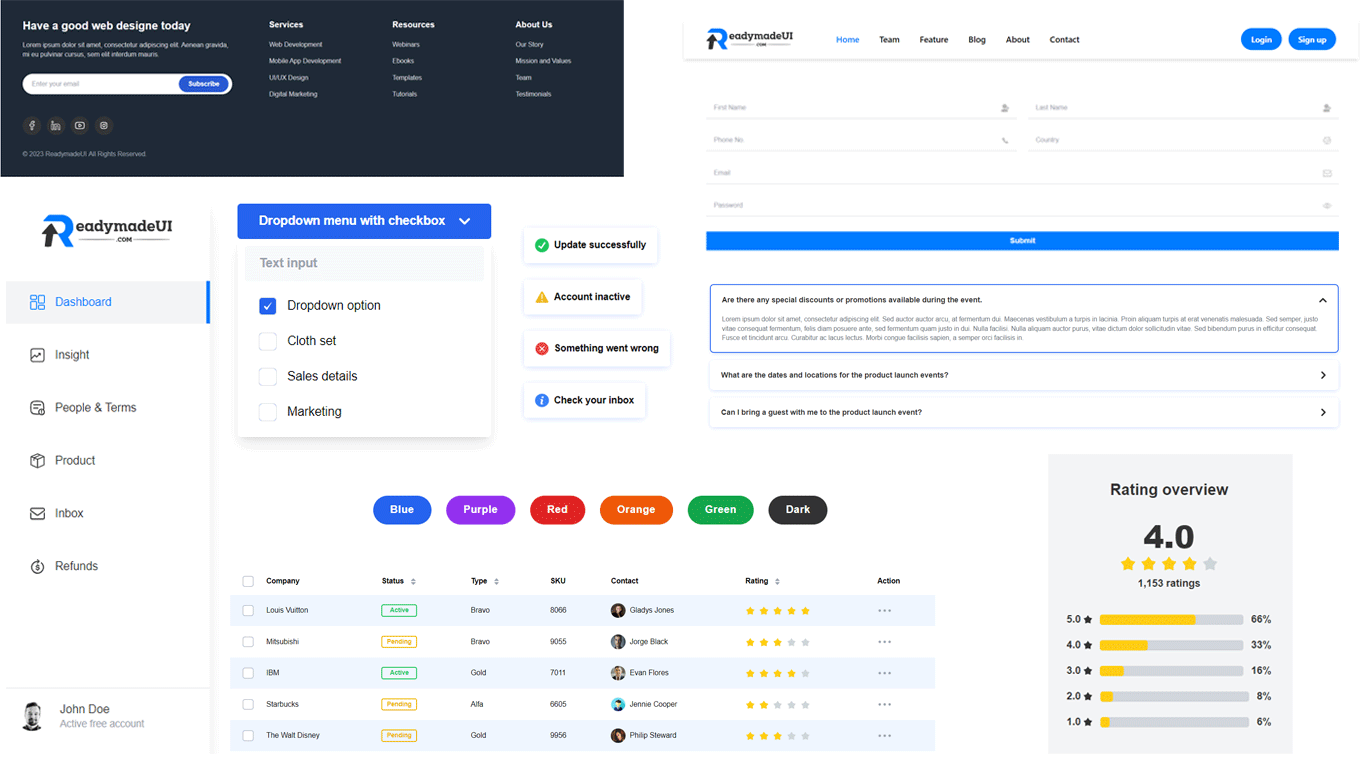 Have a good web designe today
Lorem ipsum dolor sit amet, consectetur adipiscing elit. Aenean gravida,
mi eu pulvinar cursus, sem elit interdum mauris.
Enter your email
Subscribe
© 2023 ReadymadeUI All Rights Reserved.
Services
Web Development
Mobile App Development
UI/UX Design
Digital Marketing
Resources
Webinars
Ebooks
Templates
Tutorials
About Us
Our Story
Mission and Values
Team
Testimonials
ReadymadeUI
.COM
Home Team Feature Blog About Contact
Login Sign up
First Name Last Name
Phone No. Country
Email
Password
Submit
ReadymadeUI
.COM
Dashboard
Insight
People & Terms
Product
Inbox
Refunds
John Doe
Active free account
Dropdown menu with checkbox
Text input
Dropdown option
Cloth set
Sales details
Marketing
Update successfully
Account inactive
Something went wrong
Check your inbox
Are there any special discounts or promotions available during the event.
Lorem ipsum dolor sit amet, consectetur adipiscing elit. Sed auctor auctor arcu, at fermentum dui. Maecenas vestibulum a turpis in lacinia. Proin aliquam turpis at erat venenatis malesuada. Sed semper, justo
vitae consequat fermentum, felis diam posuere ante, sed fermentum quam justo in dui. Nulla facilisi. Nulla aliquam auctor purus, vitae dictum dolor sollicitudin vitae. Sed bibendum purus in efficitur consequat.
Fusce et tincidunt arcu. Curabitur ac lacus lectus. Morbi congue facilisis sapien, a semper orci facilisis in.
What are the dates and locations for the product launch events?
Can I bring a guest with me to the product launch event?
Blue Purple Red Orange Green Dark
Company Status Type SKU Contact Rating Action
Louis Vuitton Active Bravo 8066 Gladys Jones
Mitsubishi Pending Bravo 9055 Jorge Black
IBM Active Gold 7011 Evan Flores
Starbucks Pending Alfa 6605 Jennie Cooper
The Walt Disney Pending Gold 9956 Philip Steward
Rating overview
4.0
1,153 ratings
5.0 66%
4.0 33%
3.0 16%
2.0 8%
1.0 6%